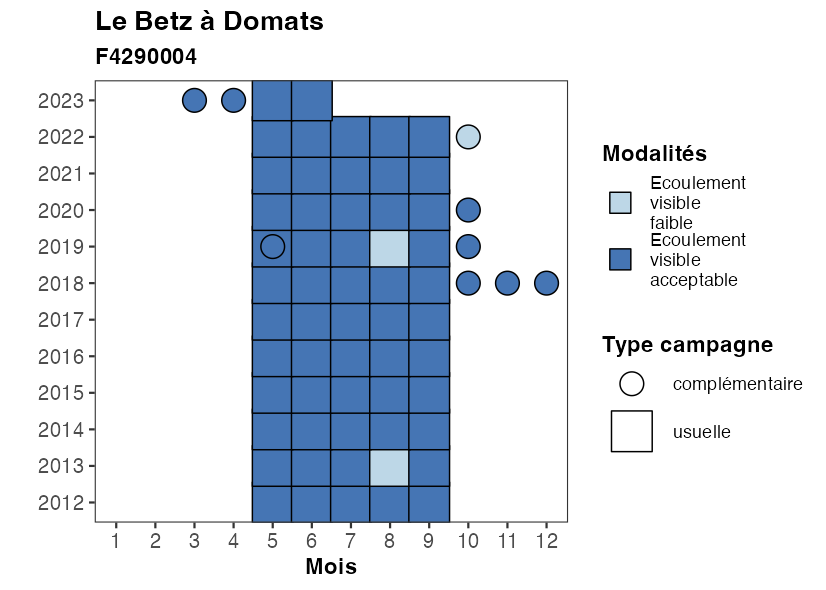 Le Betz à Domats
F4290004
2023
2022
2021
2020
2019
2018
2017
2016
2015
2014
2013
2012
1 2 3 4 5 6 7 8 9 10 11 12
Mois
Modalités
Ecoulement
visible
faible
Ecoulement
visible
acceptable
Type campagne
complémentaire
usuelle